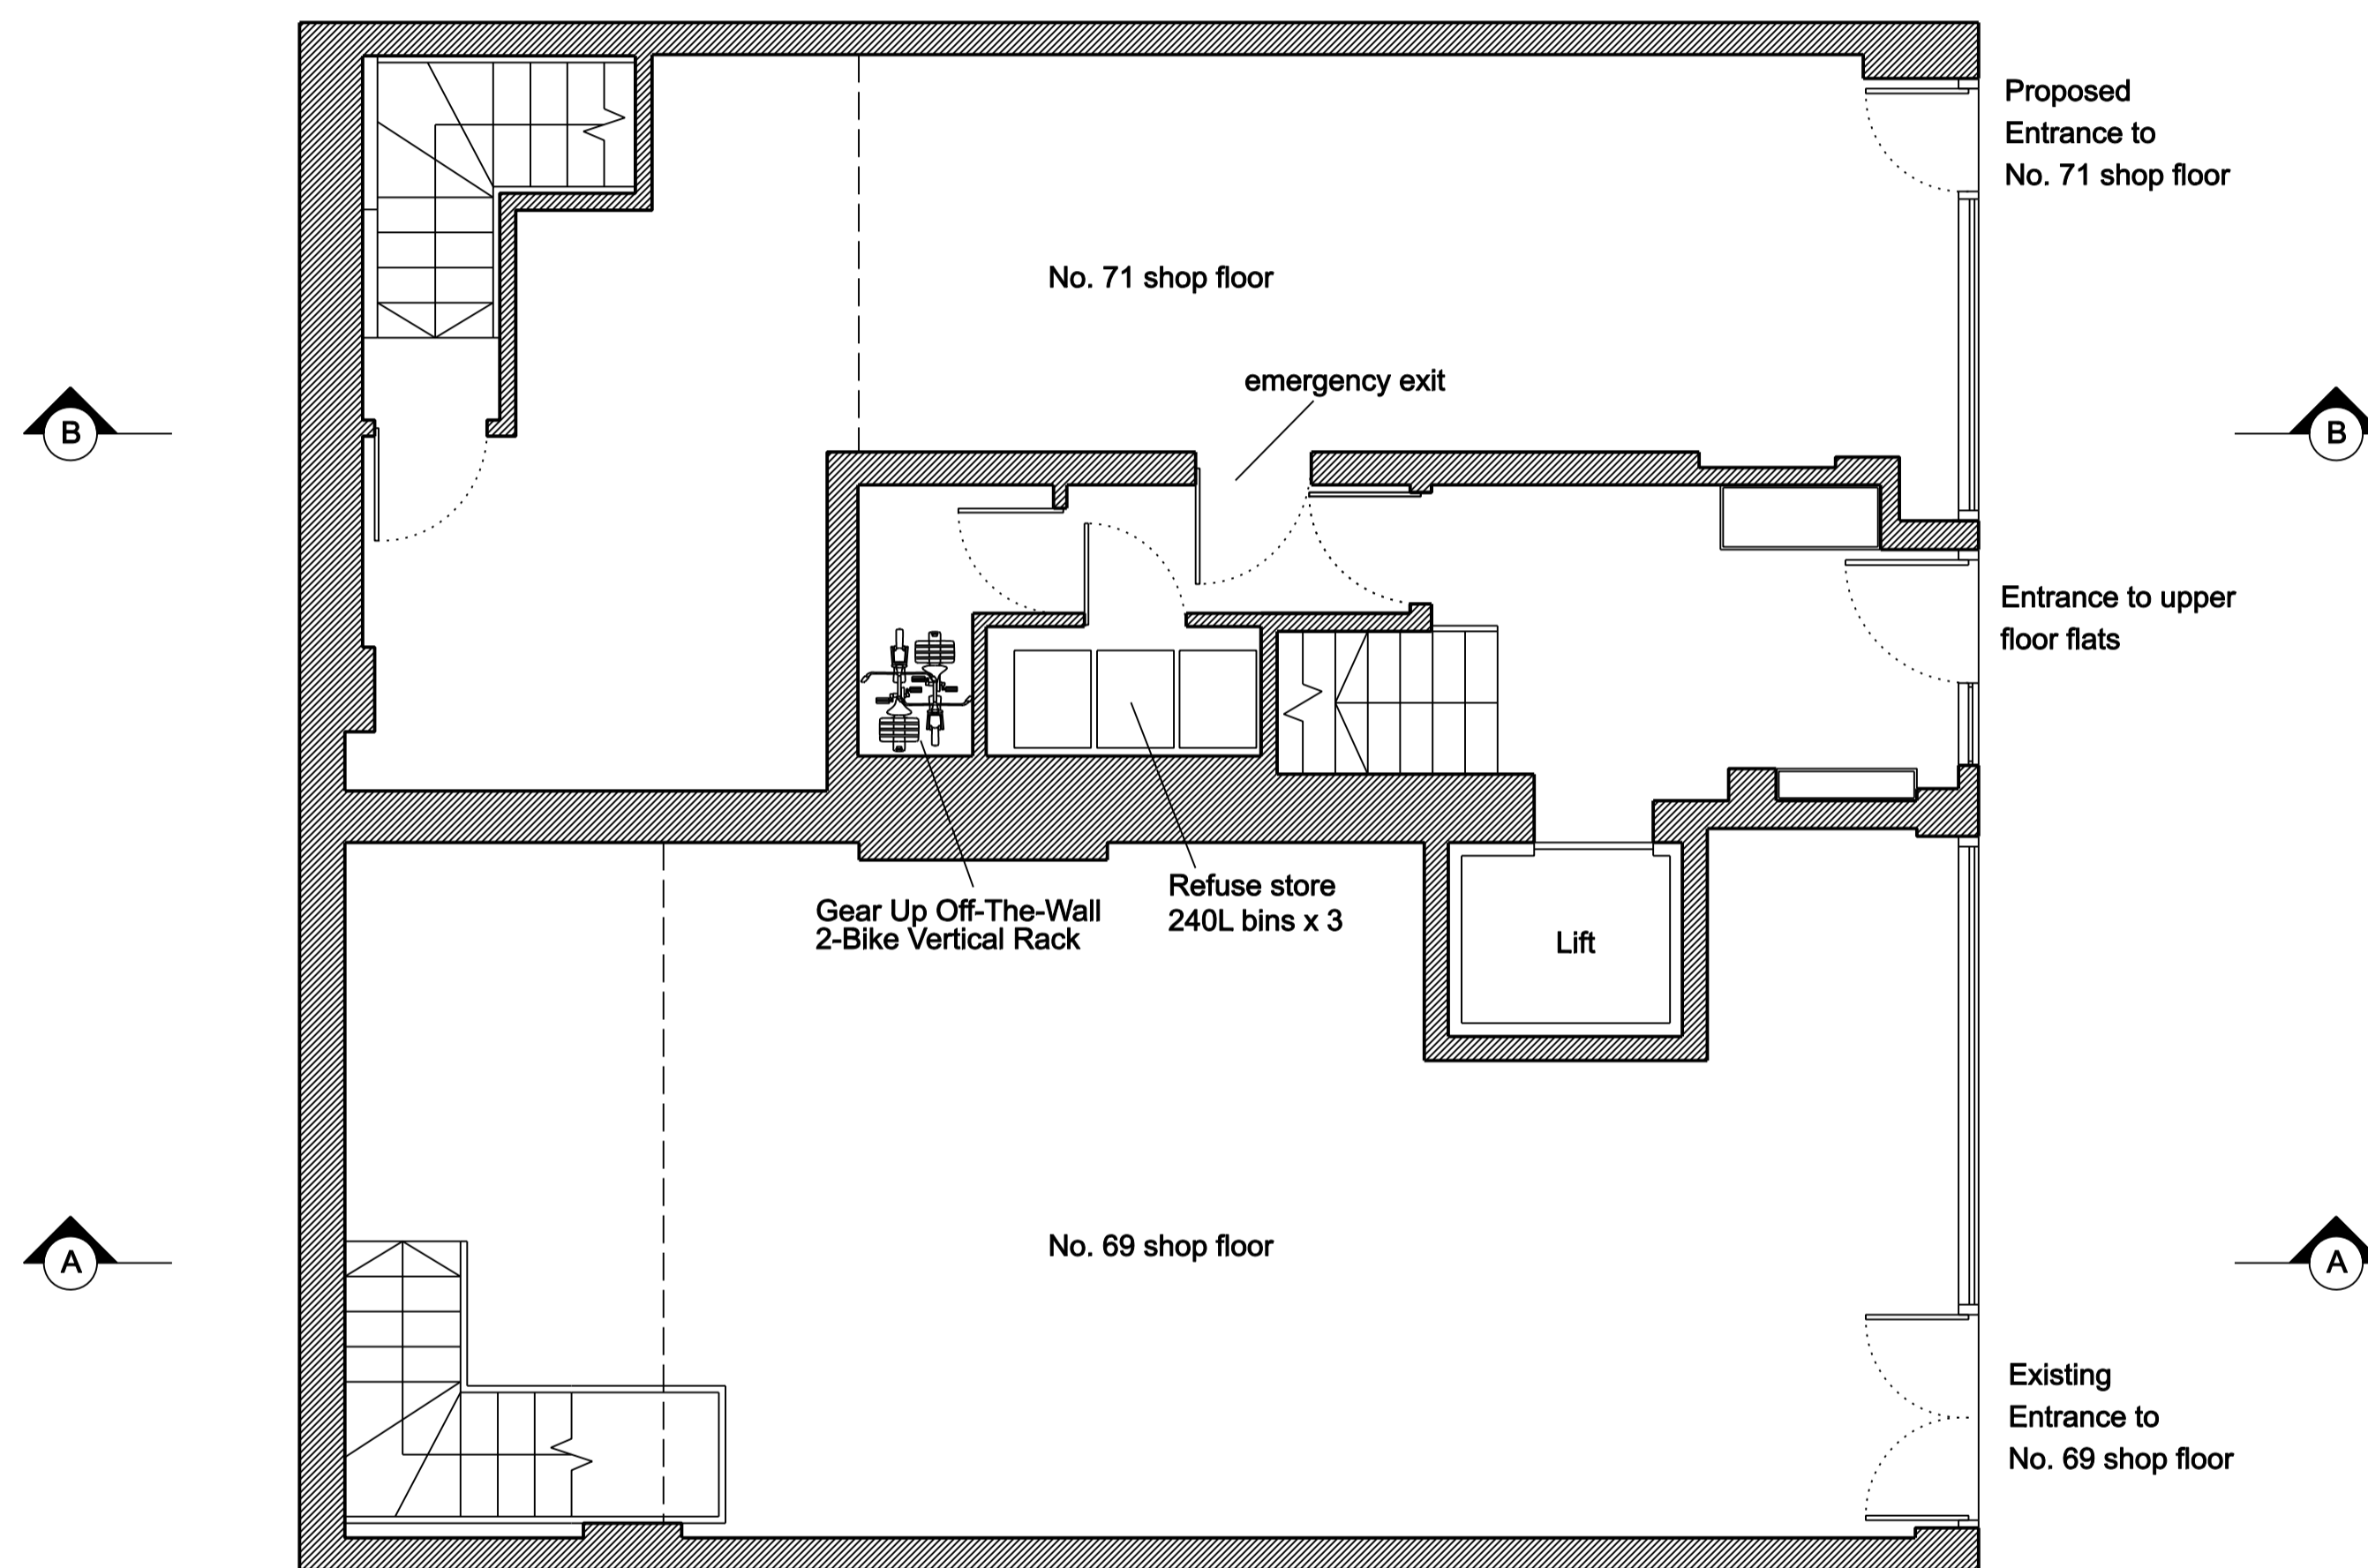 Proposed
Entrance to
No. 71 shop floor
No. 71 shop floor
emergency exit
B
B
Entrance to upper
floor flats
Refuse store
240L bins x 3
Gear Up Off-The-Wall
2-Bike Vertical Rack
Lift
No. 69 shop floor
A
A
Existing
Entrance to
No. 69 shop floor